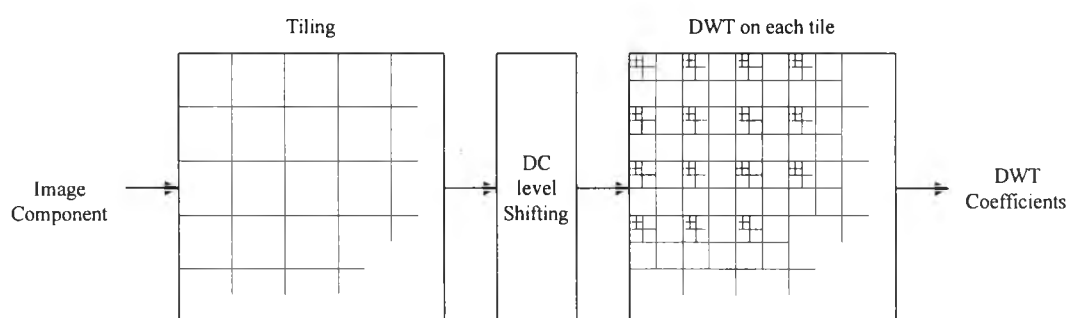 Tiling
DWT on each tile
Image
Component
DC
level
Shifting
DWT
Coefficients